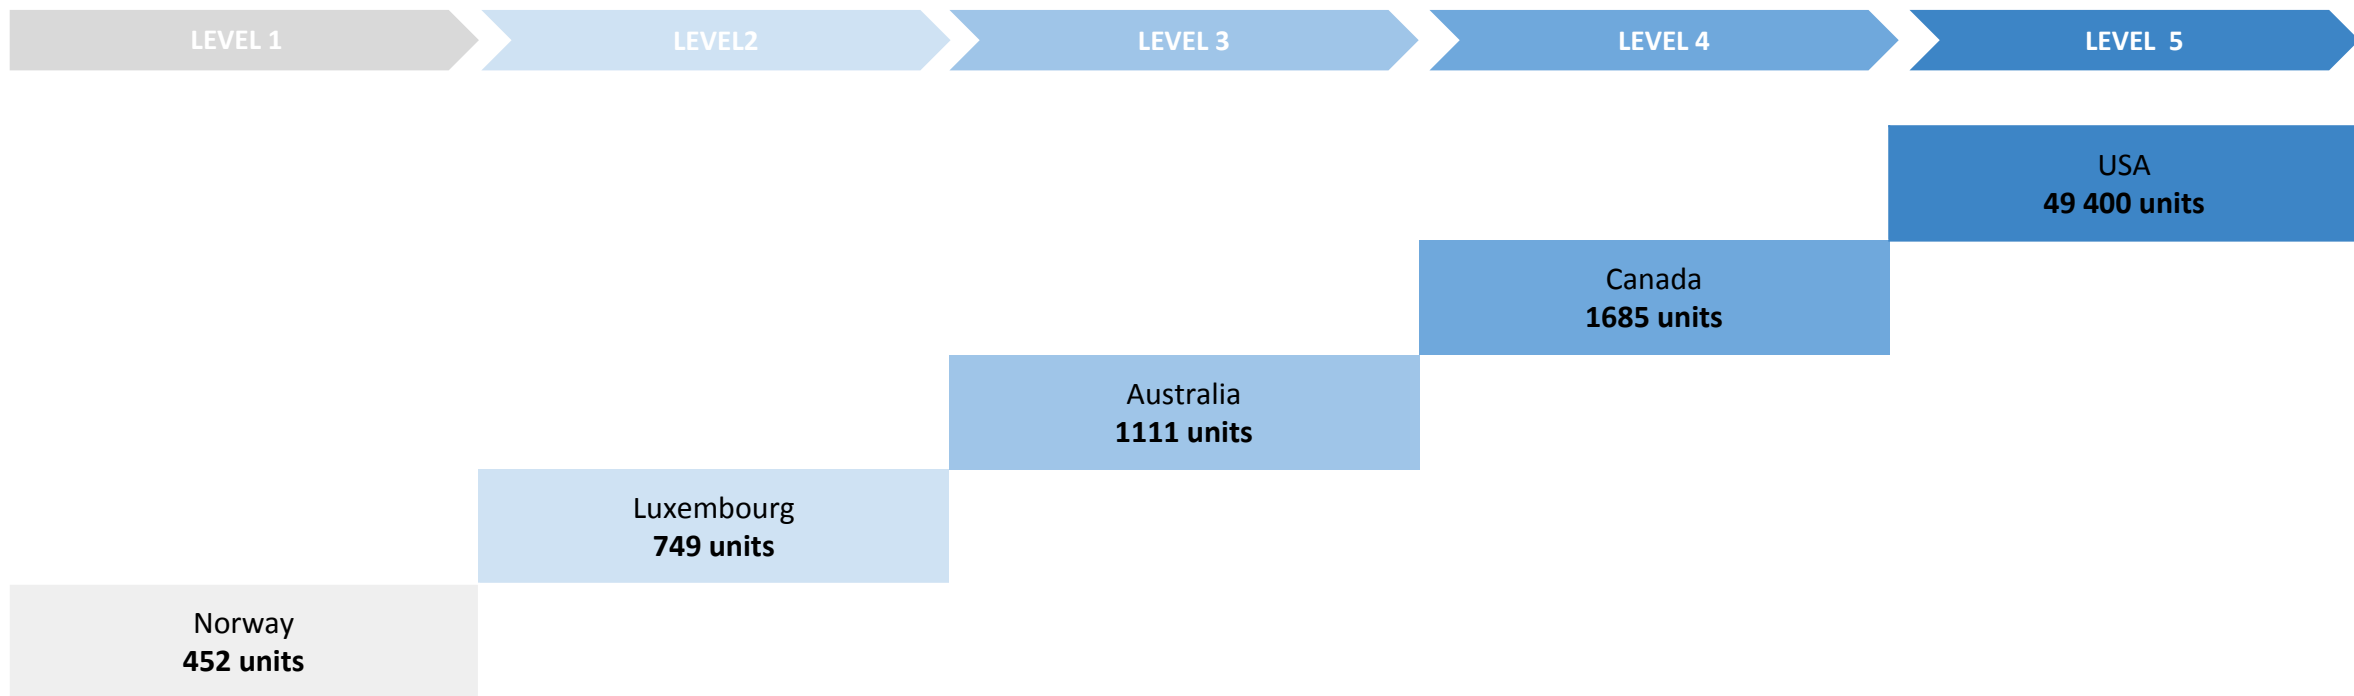 LEVEL 1
LEVEL2
LEVEL 3
LEVEL 4
LEVEL  5
USA
49 400 units
Canada
1685 units
Australia
1111 units
Luxembourg
749 units
Norway
452 units